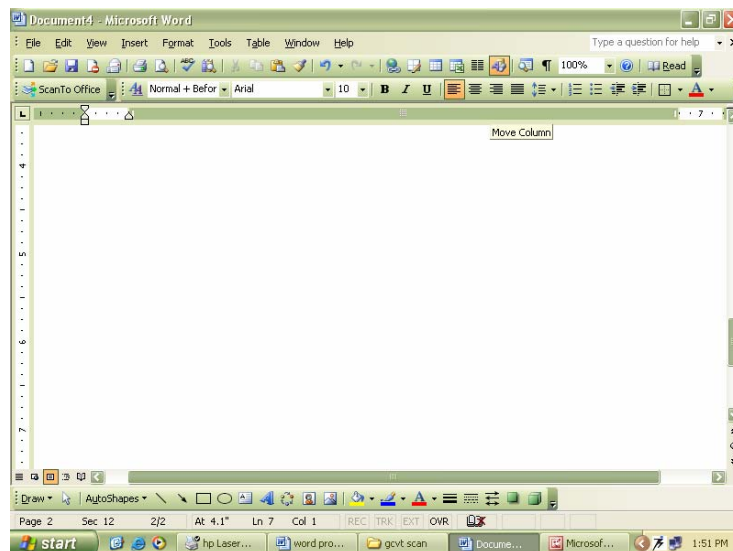 Document4 - Microsoft Word
File Edit View Insert Format Tools Table Window Help Type a question for help
100% Read
ScanTo Office Normal + Befor Arial 10 B I U A
L 1 7
Move Column
4
5
6
7
Draw AutoShapes A
Page 2 Sec 12 2/2 At 4.1" Ln 7 Col 1 REC TRK EXT OVR
start hp Laser... word pro... gcvt scan Docume... Microsof... 1:51 PM